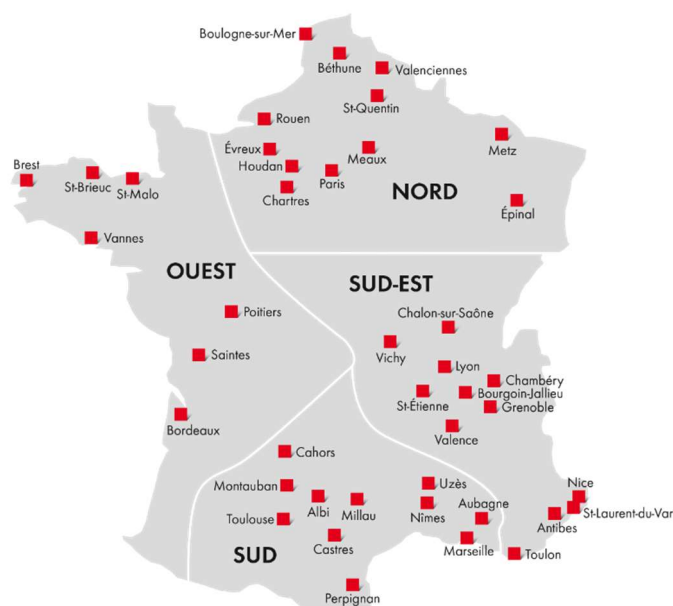 Boulogne-sur-Mer
Béthune
Valenciennes
St-Quentin
Rouen
Évreux
Meaux
Metz
Houdan
Paris
Chartres
NORD
Épinal
Brest
St-Brieuc
St-Malo
Vannes
OUEST
Poitiers
Saintes
Bordeaux
SUD-EST
Chalon-sur-Saône
Vichy
Lyon
Chambéry
Bourgoin-Jallieu
St-Étienne
Grenoble
Valence
Cahors
Montauban
Albi
Millau
Toulouse
Castres
SUD
Perpignan
Uzès
Nîmes
Aubagne
Marseille
Nice
St-Laurent-du-Var
Antibes
Toulon